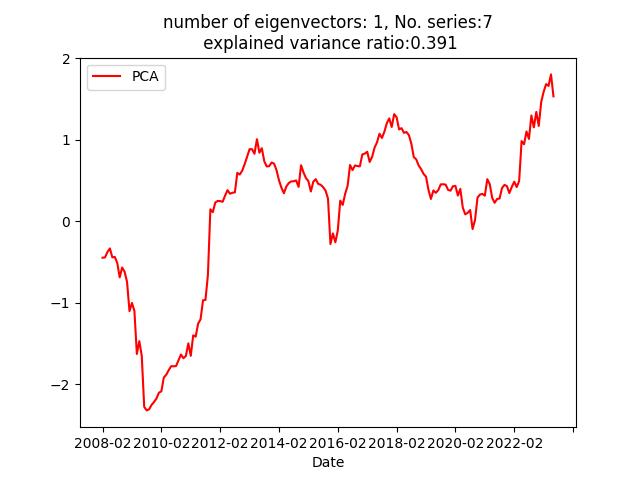 number of eigenvectors: 1, No. series:7
explained variance ratio:0.391
PCA
2
1
0
−1
−2
2008-02 2010-02 2012-02 2014-02 2016-02 2018-02 2020-02 2022-02
Date